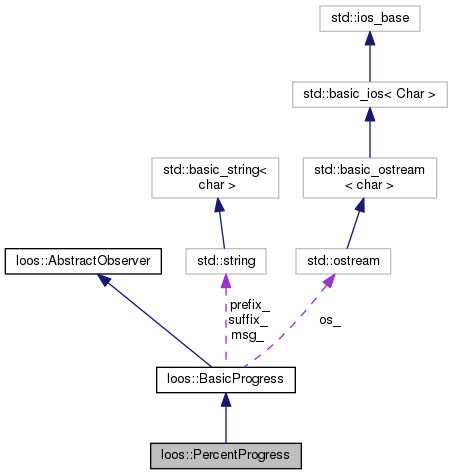 std::ios_base
std::basic_ios< Char >
std::basic_string<
char >
std::basic_ostream
< char >
loos::AbstractObserver
std::string
std::ostream
prefix_
suffix_
msg_
os_
loos::BasicProgress
loos::PercentProgress